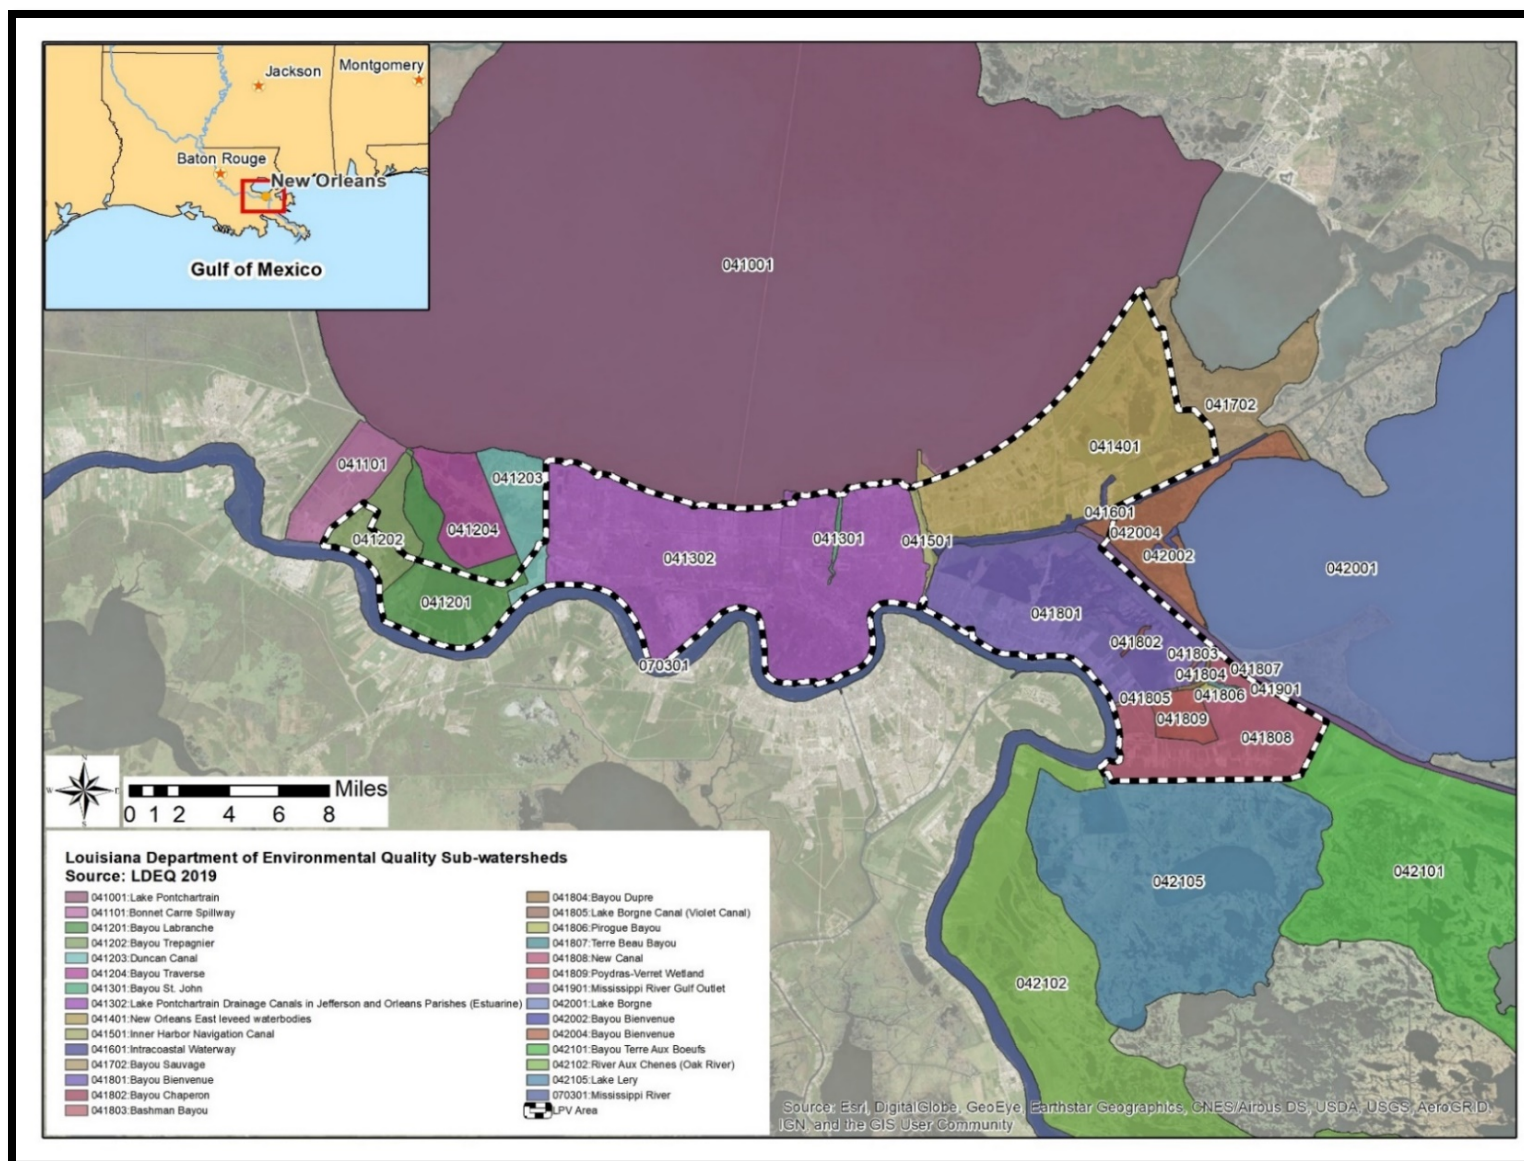 Jackson
Montgomery
Baton Rouge
New Orleans
Gulf of Mexico
041001
041702
041401
041101
041203
041204
041202
041201
041302
041301
041501
041601
042004
042002
042001
041801
041802
041803
041804
041807
041901
041805
041806
041809
041808
070301
042105
042101
042102
N
W
E
S
Miles
0 1 2 4 6 8
Louisiana Department of Environmental Quality Sub-watersheds
Source: LDEQ 2019
041001:Lake Pontchartrain
041101:Bonnet Carre Spillway
041201:Bayou Labranche
041202:Bayou Trepagnier
041203:Duncan Canal
041204:Bayou Traverse
041301:Bayou St. John
041302:Lake Pontchartrain Drainage Canals in Jefferson and Orleans Parishes (Estuarine)
041401:New Orleans East leveed waterbodies
041501:Inner Harbor Navigation Canal
041601:Intracoastal Waterway
041702:Bayou Sauvage
041801:Bayou Bienvenue
041802:Bayou Chaperon
041803:Bashman Bayou
041804:Bayou Dupre
041805:Lake Borgne Canal (Violet Canal)
041806:Pirogue Bayou
041807:Terre Beau Bayou
041808:New Canal
041809:Poydras-Verret Wetland
041901:Mississippi River Gulf Outlet
042001:Lake Borgne
042002:Bayou Bienvenue
042004:Bayou Bienvenue
042101:Bayou Terre Aux Boeufs
042102:River Aux Chenes (Oak River)
042105:Lake Lery
070301:Mississippi River
LPV Area
Source: Esri, DigitalGlobe, GeoEye, Earthstar Geographics, CNES/Airbus DS, USDA, USGS, AeroGRID,
IGN, and the GIS User Community